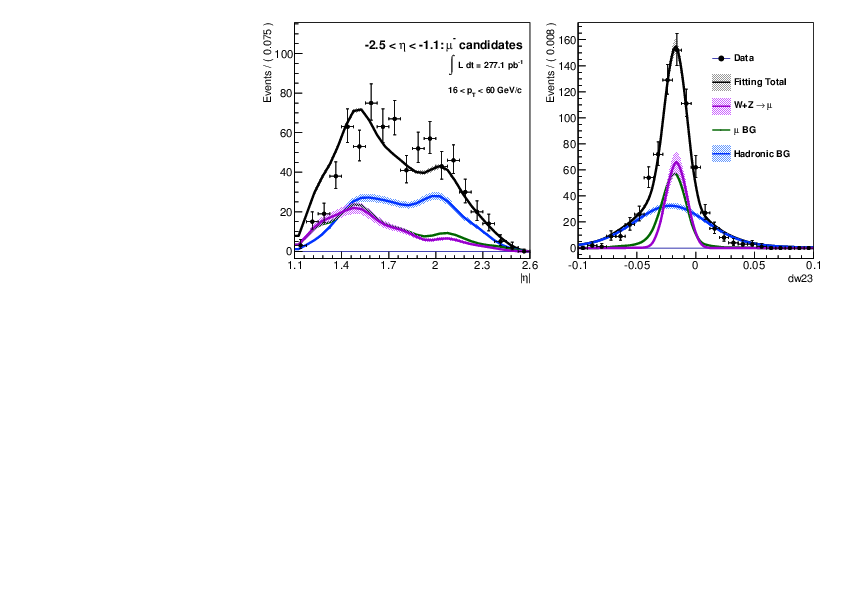 -2.5 < η < -1.1: μ⁻ candidates
∫ L dt = 277.1 pb⁻¹
16 < p_T < 60 GeV/c
Events / ( 0.075 )
100
80
60
40
20
0
1.1 1.4 1.7 2 2.3 2.6
|η|
Events / ( 0.008 )
160
140
120
100
80
60
40
20
0
Data
Fitting Total
W+Z → μ
μ BG
Hadronic BG
-0.1 -0.05 0 0.05 0.1
dw23